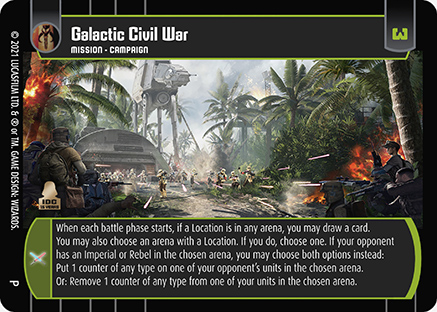 Galactic Civil War
MISSION - CAMPAIGN
© 2021 LUCASFILM LTD. & ® or TM. GAME DESIGN: WIZARDS.
P
IDC
When each battle phase starts, if a Location is in any arena, you may draw a card.
You may also choose an arena with a Location. If you do, choose one. If your opponent
has an Imperial or Rebel in the chosen arena, you may choose both options instead:
Put 1 counter of any type on one of your opponent's units in the chosen arena.
Or: Remove 1 counter of any type from one of your units in the chosen arena.